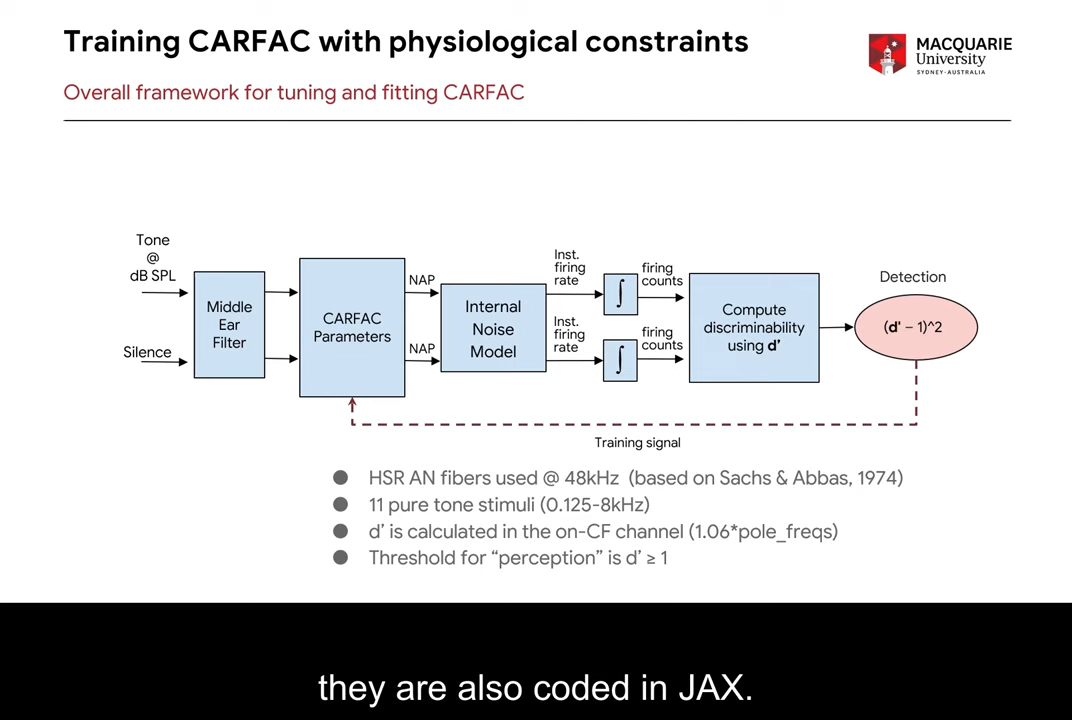 Training CARFAC with physiological constraints
Overall framework for tuning and fitting CARFAC
MACQUARIE
University
SYDNEY·AUSTRALIA
Tone
@
dB SPL
Silence
Middle
Ear
Filter
CARFAC
Parameters
NAP
NAP
Internal
Noise
Model
Inst.
firing
rate
Inst.
firing
rate
∫
∫
firing
counts
firing
counts
Compute
discriminability
using d’
Detection
(d' – 1)^2
Training signal
● HSR AN fibers used @ 48kHz (based on Sachs & Abbas, 1974)
● 11 pure tone stimuli (0.125-8kHz)
● d’ is calculated in the on-CF channel (1.06*pole_freqs)
● Threshold for “perception” is d’ ≥ 1
they are also coded in JAX.